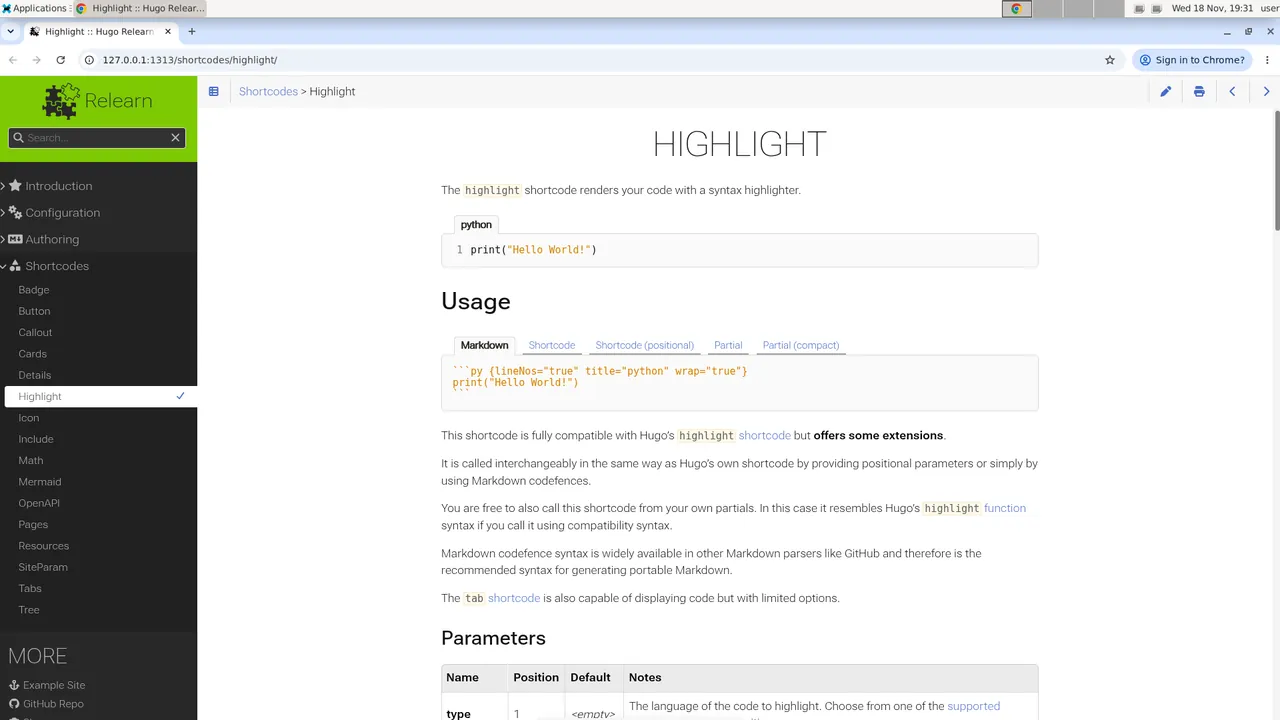 Applications
Highlight :: Hugo Relear...
Wed 18 Nov, 19:31
user
Highlight :: Hugo Relearn
127.0.0.1:1313/shortcodes/highlight/
Sign in to Chrome?
Relearn
Search...
Introduction
Configuration
Authoring
Shortcodes
Badge
Button
Callout
Cards
Details
Highlight
Icon
Include
Math
Mermaid
OpenAPI
Pages
Resources
SiteParam
Tabs
Tree
MORE
Example Site
GitHub Repo
Shortcodes > Highlight
HIGHLIGHT
The highlight shortcode renders your code with a syntax highlighter.
python
1 print("Hello World!")
Usage
Markdown Shortcode Shortcode (positional) Partial Partial (compact)
```py {lineNos="true" title="python" wrap="true"}
print("Hello World!")
```
This shortcode is fully compatible with Hugo's highlight shortcode but offers some extensions.
It is called interchangeably in the same way as Hugo's own shortcode by providing positional parameters or simply by
using Markdown codefences.
You are free to also call this shortcode from your own partials. In this case it resembles Hugo's highlight function
syntax if you call it using compatibility syntax.
Markdown codefence syntax is widely available in other Markdown parsers like GitHub and therefore is the
recommended syntax for generating portable Markdown.
The tab shortcode is also capable of displaying code but with limited options.
Parameters
Name Position Default Notes
type 1 <empty> The language of the code to highlight. Choose from one of the supported